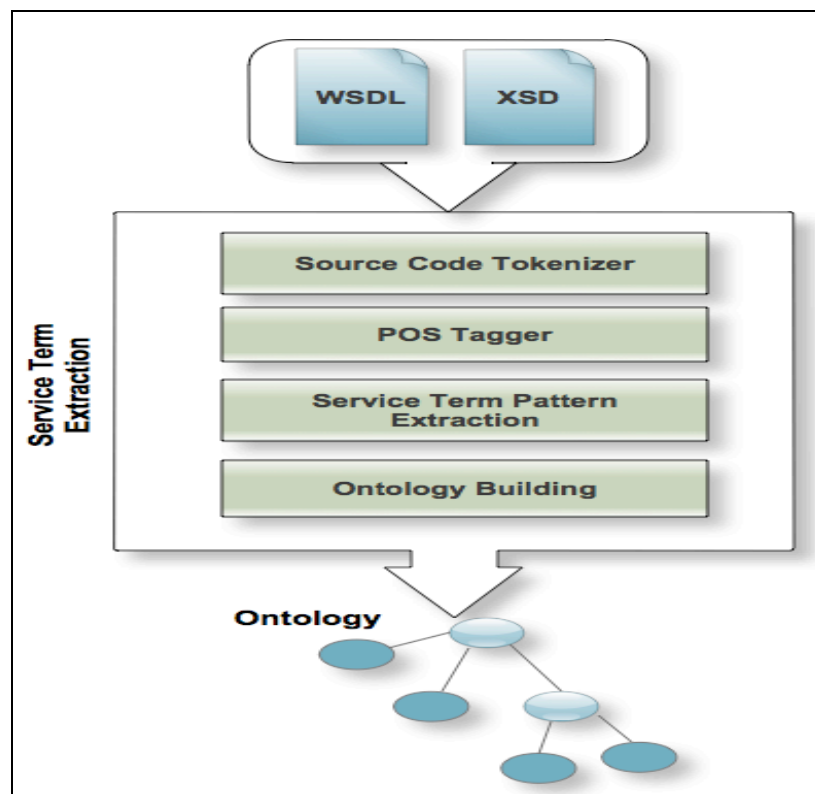 WSDL
XSD
Source Code Tokenizer
POS Tagger
Service Term Pattern
Extraction
Ontology Building
Service Term
Extraction
Ontology